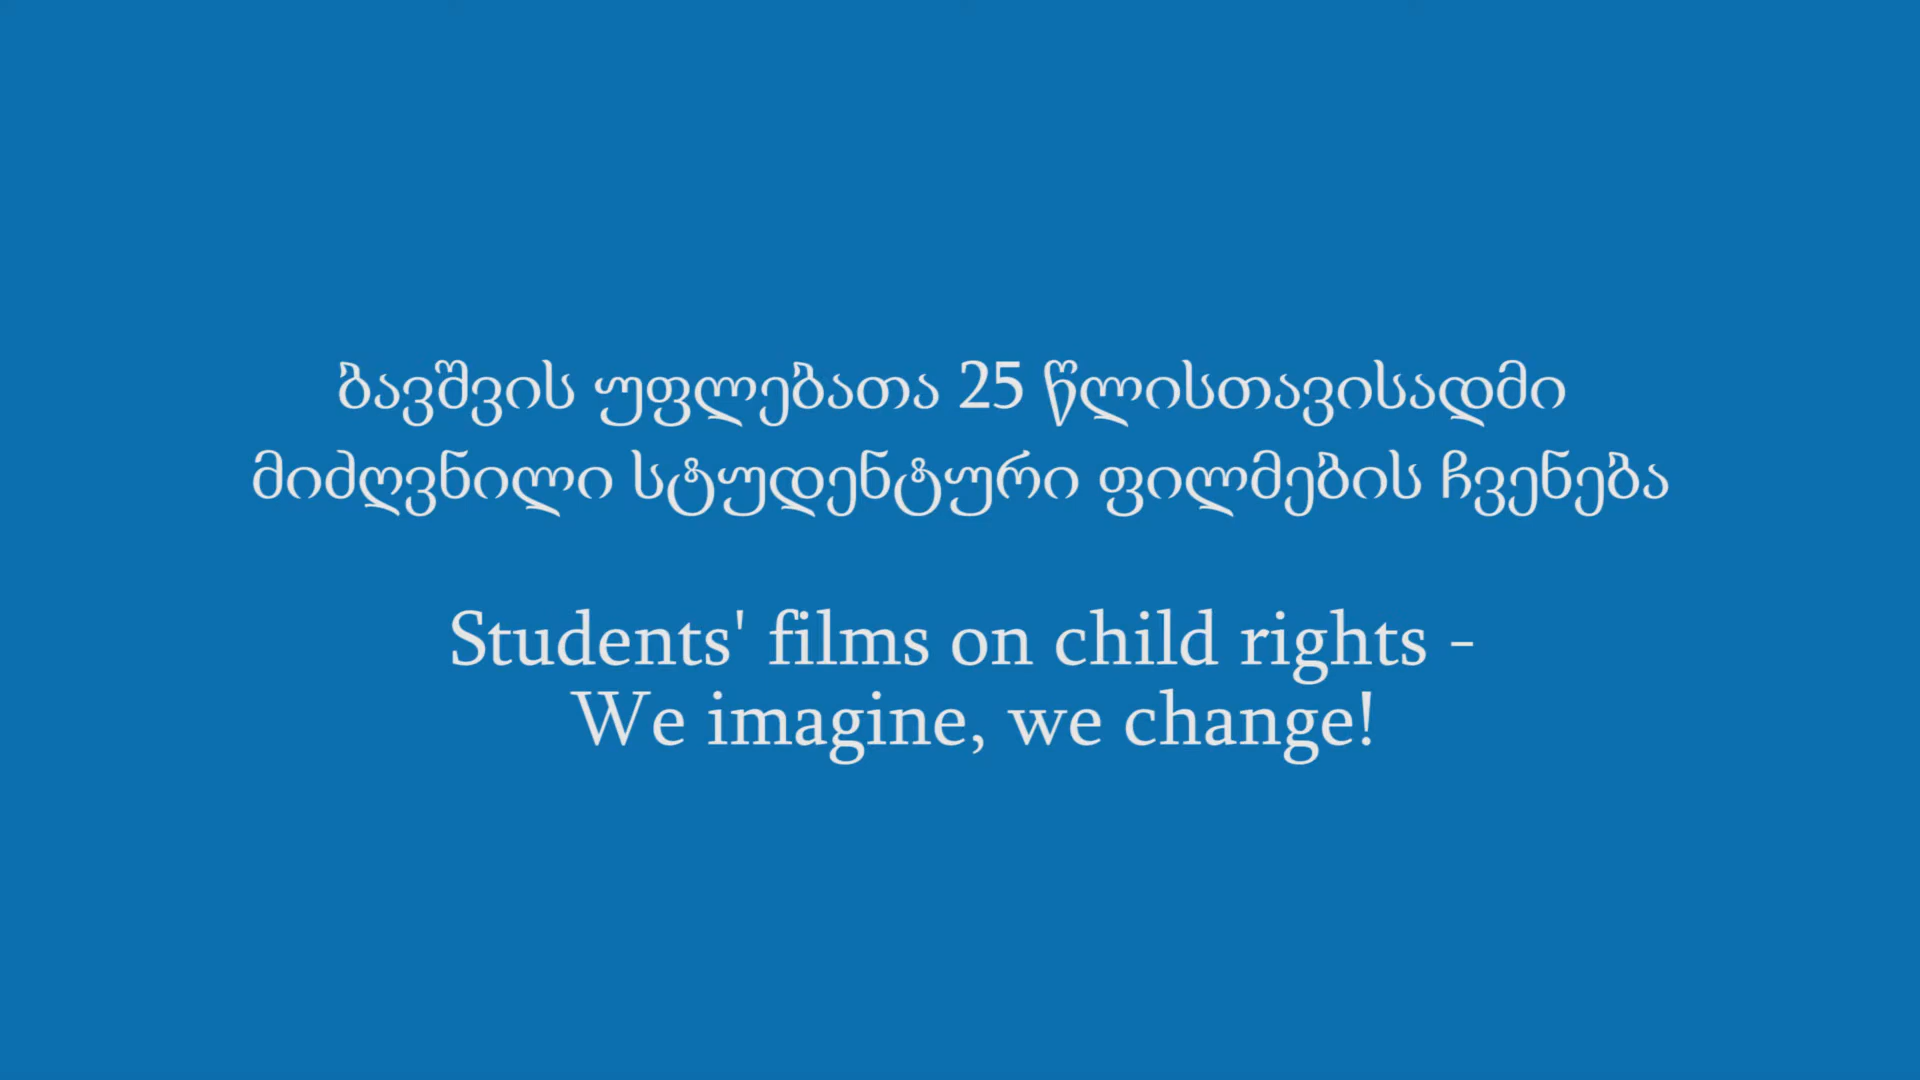 ბავშვის უფლებათა 25 წლისთავისადმი
მიძღვნილი სტუდენტური ფილმების ჩვენება
Students' films on child rights -
We imagine, we change!